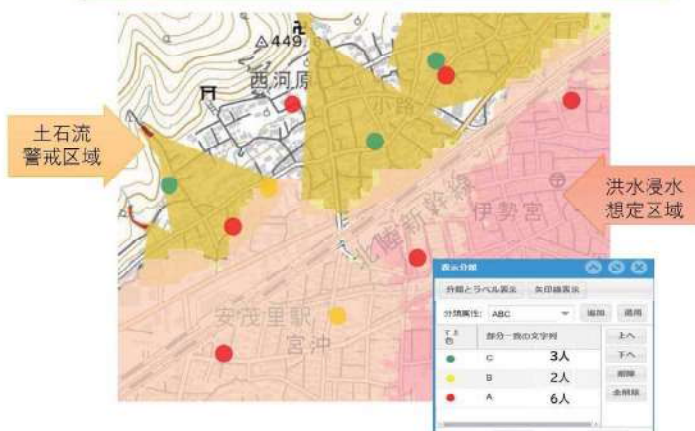 449
西河原
小路
土石流
警戒区域
洪水浸水
想定区域
伊勢宮
北陸新幹線
安茂里駅
宮沖
表示分類
分類とラベル表示 矢印線表示
分類属性: ABC 追加 適用
色 部分一致の文字列 上へ
C 3人 下へ
B 2人 削除
A 6人 全削除